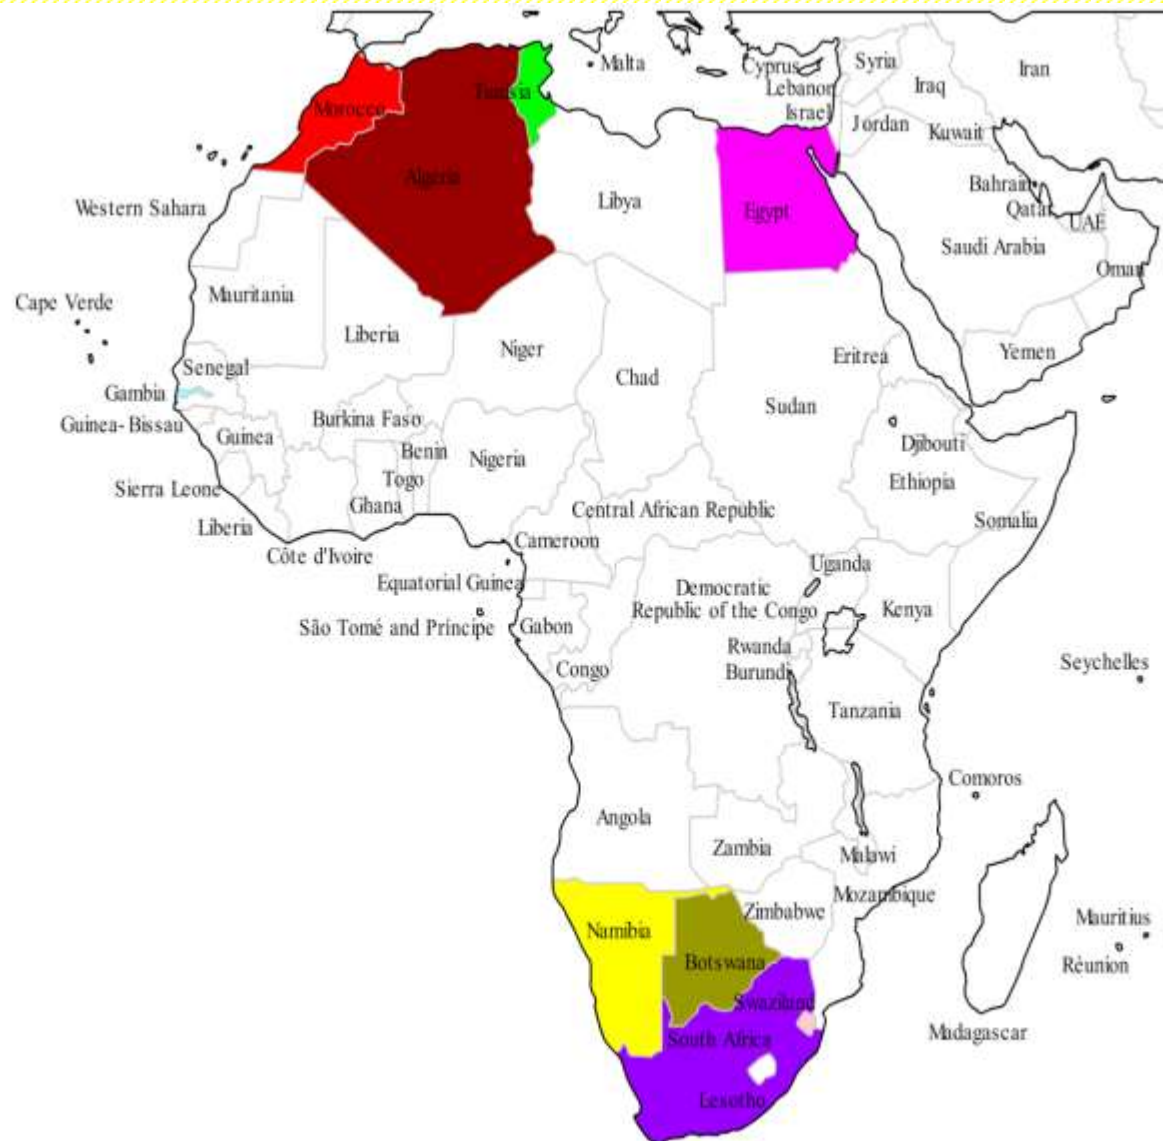 Malta
Cyprus
Syria
Lebanon
Iraq
Iran
Israel
Jordan
Kuwait
Morocco
Tunisia
Algeria
Libya
Egypt
Bahrain
Qatar
UAE
Saudi Arabia
Oman
Western Sahara
Mauritania
Cape Verde
Liberia
Niger
Chad
Sudan
Eritrea
Yemen
Senegal
Gambia
Guinea-Bissau
Guinea
Burkina Faso
Benin
Togo
Ghana
Nigeria
Djibouti
Ethiopia
Somalia
Sierra Leone
Liberia
Côte d'Ivoire
Central African Republic
Cameroon
Equatorial Guinea
São Tomé and Príncipe
Gabon
Congo
Democratic
Republic of the Congo
Uganda
Kenya
Rwanda
Burundi
Tanzania
Seychelles
Comoros
Angola
Zambia
Malawi
Mozambique
Zimbabwe
Namibia
Botswana
Swaziland
South Africa
Lesotho
Mauritius
Rèunion
Madagascar